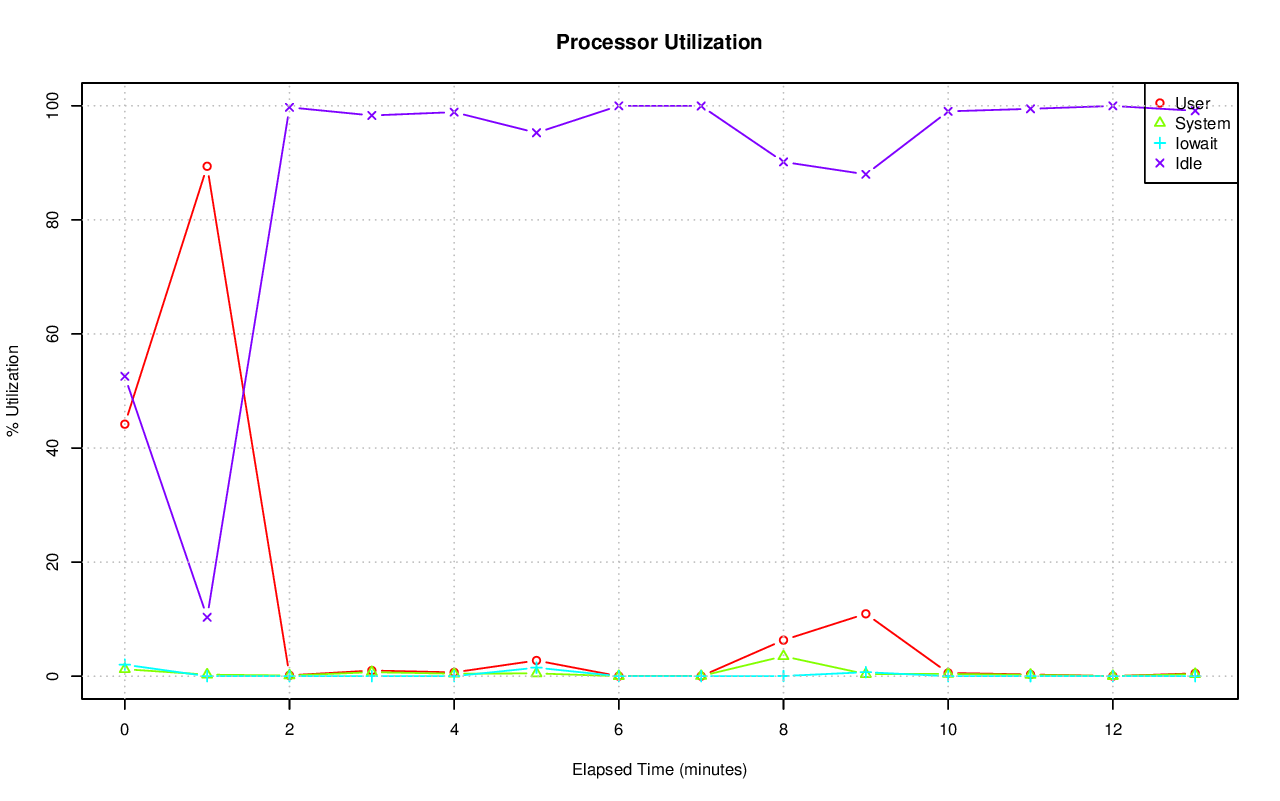 Processor Utilization
100
80
60
40
20
0
% Utilization
User
System
Iowait
Idle
0 2 4 6 8 10 12
Elapsed Time (minutes)